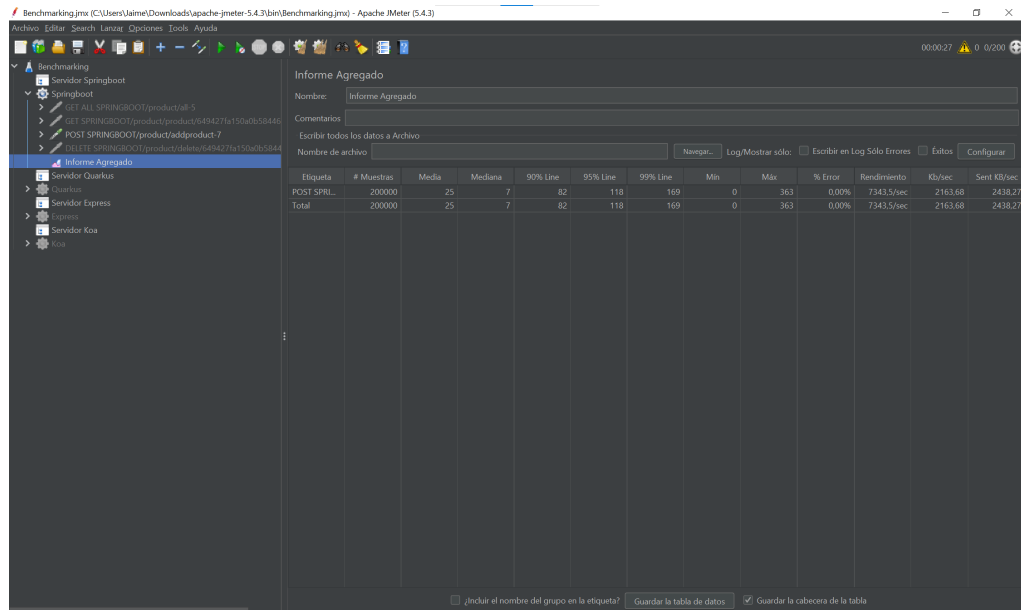 Benchmarking.jmx (C:\Users\Jaime\Downloads\apache-jmeter-5.4.3\bin\Benchmarking.jmx) - Apache JMeter (5.4.3)
Archivo Editar Search Lanzar Opciones Tools Ayuda
00:00:27 0 0/200
Benchmarking
Servidor Springboot
Springboot
GET ALL SPRINGBOOT/product/all-5
GET SPRINGBOOT/product/product/649427fa150a0b58446
POST SPRINGBOOT/product/addproduct-7
DELETE SPRINGBOOT/product/delete/649427fa150a0b5844
Informe Agregado
Servidor Quarkus
Quarkus
Servidor Express
Express
Servidor Koa
Koa
Informe Agregado
Nombre: Informe Agregado
Comentarios
Escribir todos los datos a Archivo
Nombre de archivo Navegar... Log/Mostrar sólo: Escribir en Log Sólo Errores Éxitos Configurar
Etiqueta # Muestras Media Mediana 90% Line 95% Line 99% Line Mín Máx % Error Rendimiento Kb/sec Sent KB/sec
POST SPRI... 200000 25 7 82 118 169 0 363 0,00% 7343,5/sec 2163,68 2438,27
Total 200000 25 7 82 118 169 0 363 0,00% 7343,5/sec 2163,68 2438,27
¿Incluir el nombre del grupo en la etiqueta? Guardar la tabla de datos Guardar la cabecera de la tabla